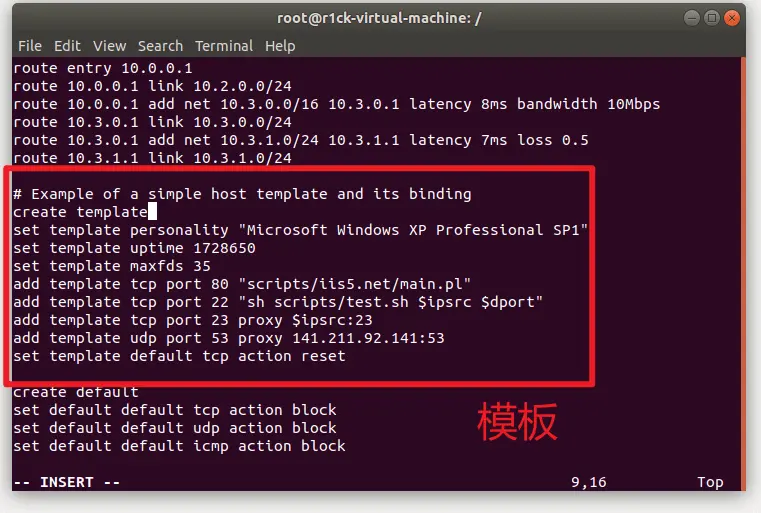 root@r1ck-virtual-machine: /
File Edit View Search Terminal Help
route entry 10.0.0.1
route 10.0.0.1 link 10.2.0.0/24
route 10.0.0.1 add net 10.3.0.0/16 10.3.0.1 latency 8ms bandwidth 10Mbps
route 10.3.0.1 link 10.3.0.0/24
route 10.3.0.1 add net 10.3.1.0/24 10.3.1.1 latency 7ms loss 0.5
route 10.3.1.1 link 10.3.1.0/24
# Example of a simple host template and its binding
create template
set template personality "Microsoft Windows XP Professional SP1"
set template uptime 1728650
set template maxfds 35
add template tcp port 80 "scripts/iis5.net/main.pl"
add template tcp port 22 "sh scripts/test.sh $ipsrc $dport"
add template tcp port 23 proxy $ipsrc:23
add template udp port 53 proxy 141.211.92.141:53
set template default tcp action reset
create default
set default default tcp action block
set default default udp action block
set default default icmp action block
模板
-- INSERT -- 9,16 Top